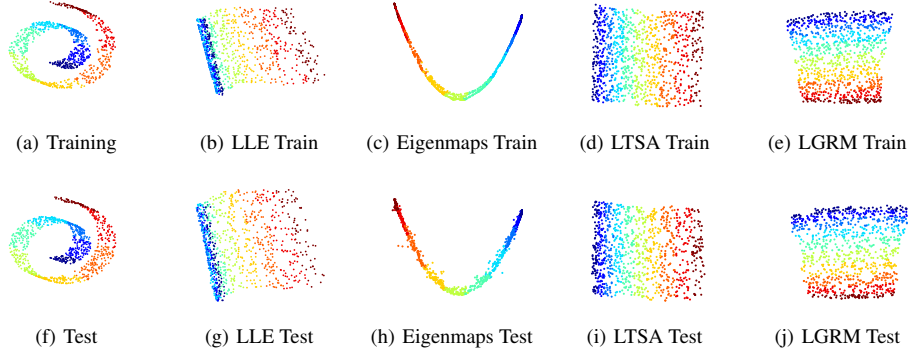 (a) Training
(b) LLE Train
(c) Eigenmaps Train
(d) LTSA Train
(e) LGRM Train
(f) Test
(g) LLE Test
(h) Eigenmaps Test
(i) LTSA Test
(j) LGRM Test